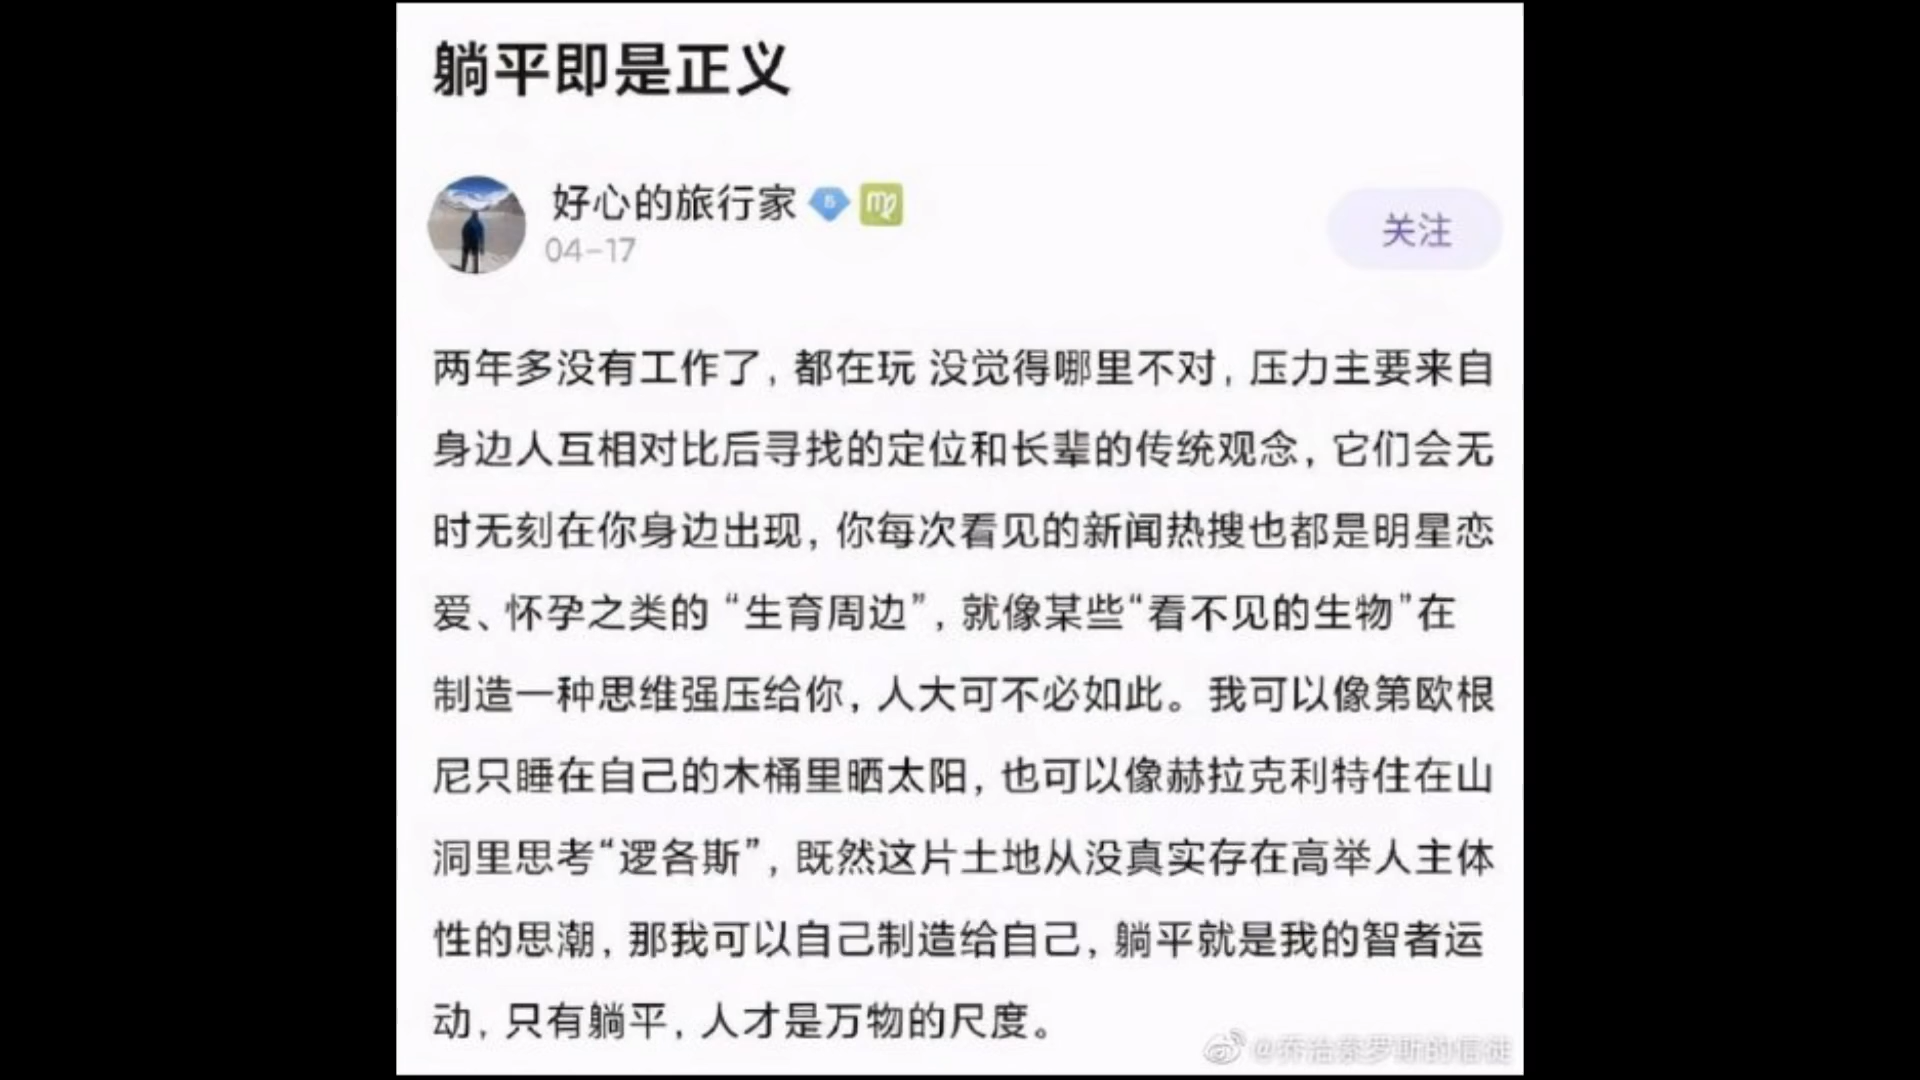 躺平即是正义
好心的旅行家
04-17
关注
两年多没有工作了，都在玩 没觉得哪里不对，压力主要来自
身边人互相对比后寻找的定位和长辈的传统观念，它们会无
时无刻在你身边出现，你每次看见的新闻热搜也都是明星恋
爱、怀孕之类的 “生育周边”，就像某些“看不见的生物”在
制造一种思维强压给你，人大可不必如此。我可以像第欧根
尼只睡在自己的木桶里晒太阳，也可以像赫拉克利特住在山
洞里思考“逻各斯”，既然这片土地从没真实存在高举人主体
性的思潮，那我可以自己制造给自己，躺平就是我的智者运
动，只有躺平，人才是万物的尺度。
@乔治索罗斯的信徒